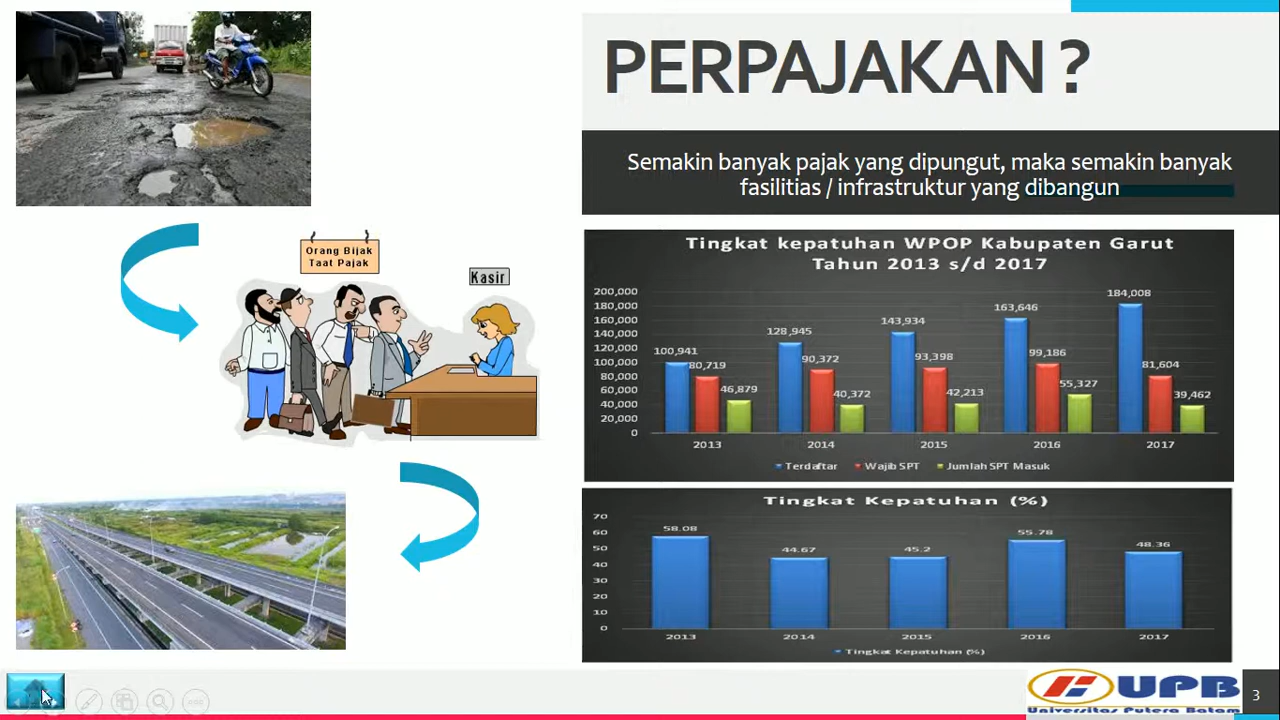 PERPAJAKAN ?
Semakin banyak pajak yang dipungut, maka semakin banyak
fasilitias / infrastruktur yang dibangun
Orang Bijak
Taat Pajak
Kasir
Tingkat kepatuhan WPOP Kabupaten Garut
Tahun 2013 s/d 2017
200,000
180,000
160,000
140,000
120,000
100,000
80,000
60,000
40,000
20,000
0
100,941
80,719
46,879
128,945
90,372
40,372
143,934
93,398
42,213
163,646
99,186
55,327
184,008
81,604
39,462
2013 2014 2015 2016 2017
Terdaftar Wajib SPT Jumlah SPT Masuk
Tingkat Kepatuhan (%)
70
60
50
40
30
20
10
0
58.08 44.67 45.2 55.78 48.36
2013 2014 2015 2016 2017
Tingkat Kepatuhan (%)
UPB
Universitas Putera Batam
3